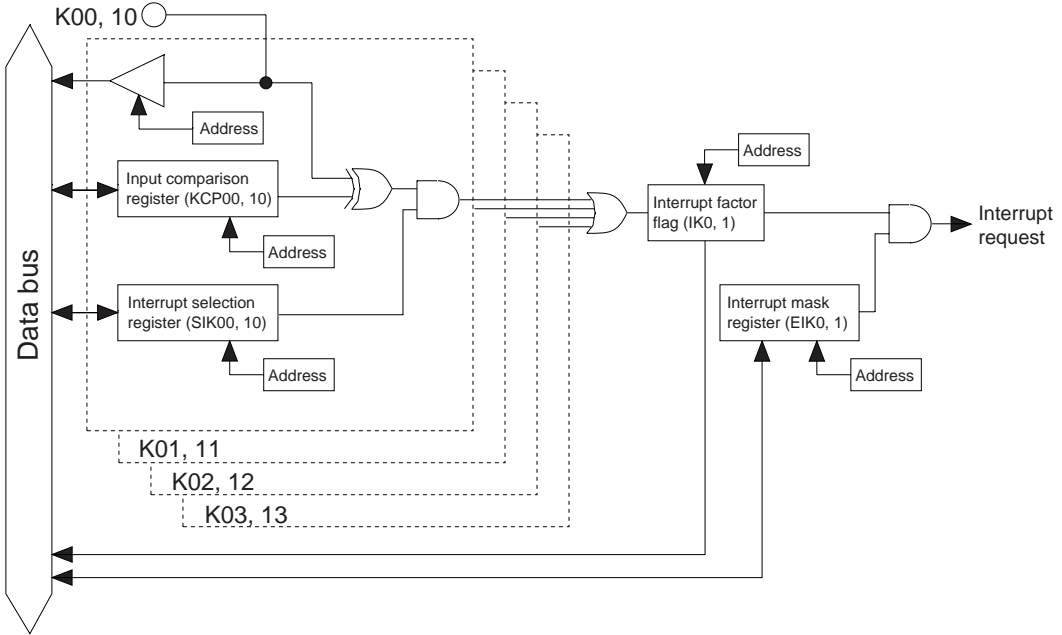 K00, 10
Address
Input comparison
register (KCP00, 10)
Address
Interrupt selection
register (SIK00, 10)
Address
K01, 11
K02, 12
K03, 13
Data bus
Address
Interrupt factor
flag (IK0, 1)
Interrupt
request
Interrupt mask
register (EIK0, 1)
Address